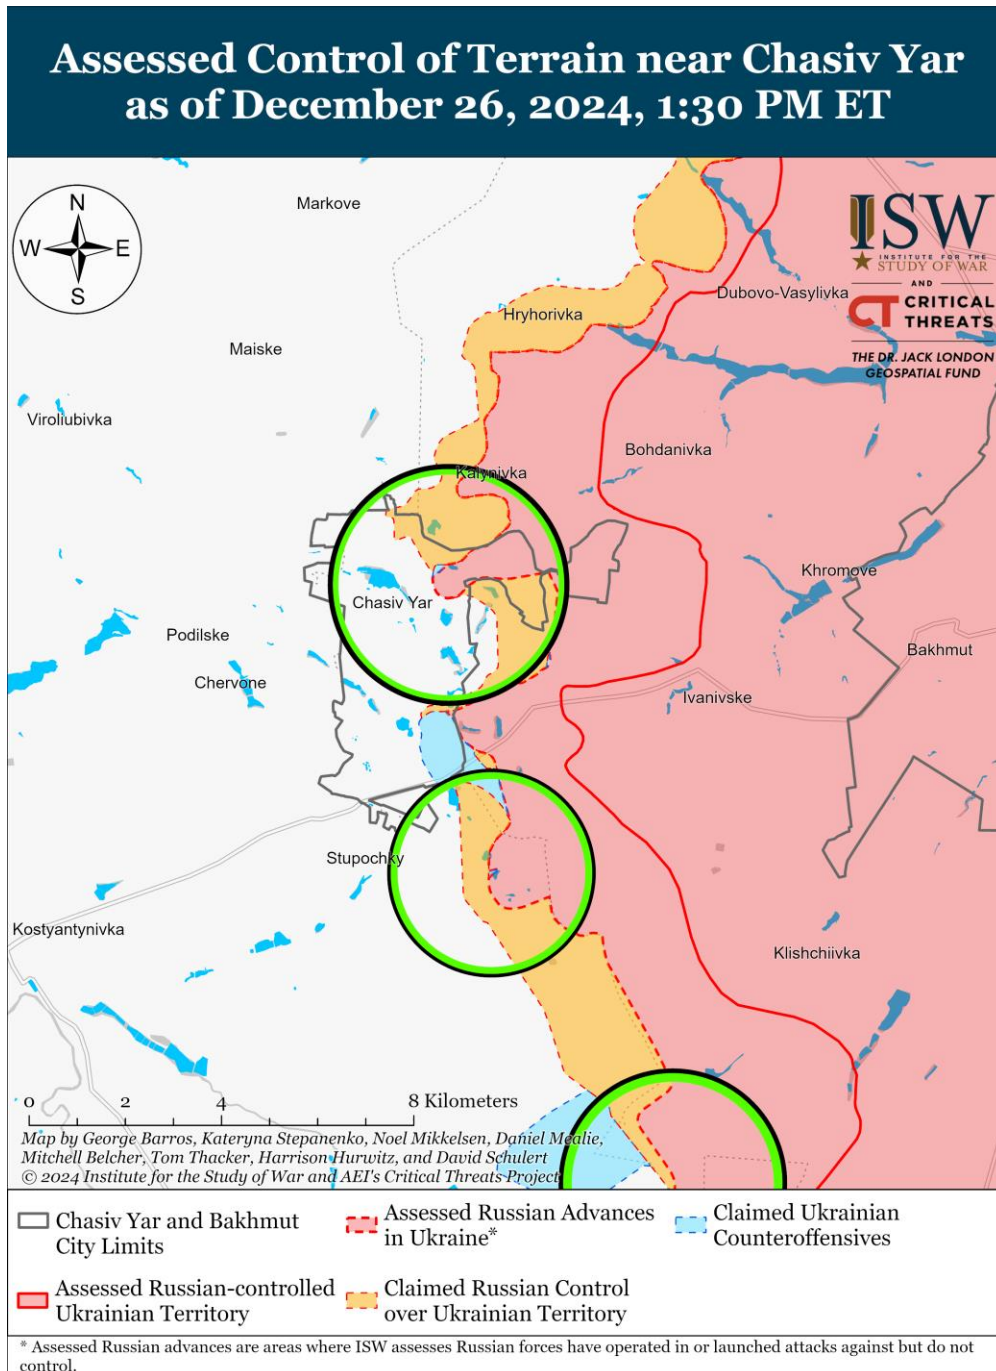 Assessed Control of Terrain near Chasiv Yar
as of December 26, 2024, 1:30 PM ET
N
W
E
S
Markove
ISW
INSTITUTE FOR THE
STUDY OF WAR
AND
CT CRITICAL
THREATS
THE DR. JACK LONDON
GEOSPATIAL FUND
Dubovo-Vasylivka
Hryhorivka
Maiske
Viroliubivka
Bohdanivka
Kalynivka
Khromove
Chasiv Yar
Podilske
Bakhmut
Chervone
Ivanivske
Stupochky
Kostyantynivka
Klishchiivka
0 2 4 8 Kilometers
Map by George Barros, Kateryna Stepanenko, Noel Mikkelsen, Daniel Mealie,
Mitchell Belcher, Tom Thacker, Harrison Hurwitz, and David Schulert
© 2024 Institute for the Study of War and AEI's Critical Threats Project
Chasiv Yar and Bakhmut
City Limits
Assessed Russian Advances
in Ukraine*
Claimed Ukrainian
Counteroffensives
Assessed Russian-controlled
Ukrainian Territory
Claimed Russian Control
over Ukrainian Territory
* Assessed Russian advances are areas where ISW assesses Russian forces have operated in or launched attacks against but do not
control.